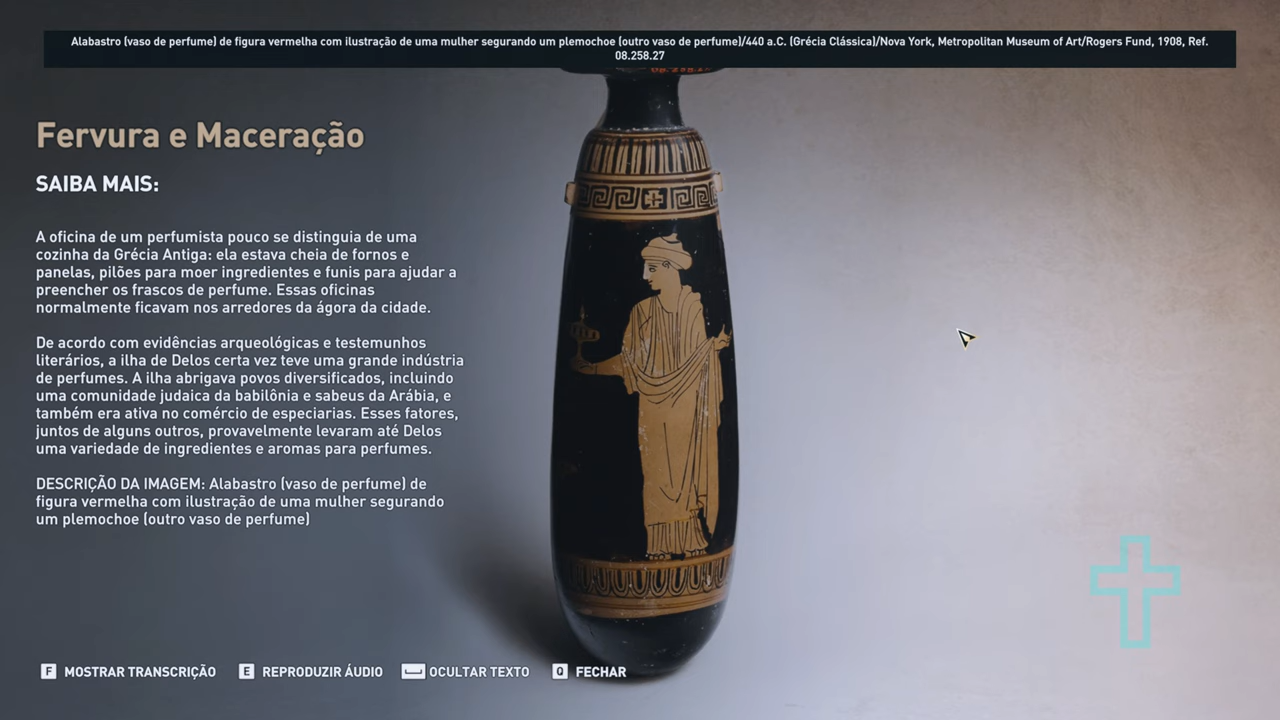 Alabastro (vaso de perfume) de figura vermelha com ilustração de uma mulher segurando um plemochoe (outro vaso de perfume)/440 a.C. (Grécia Clássica)/Nova York, Metropolitan Museum of Art/Rogers Fund, 1908, Ref.
08.258.27
Fervura e Maceração
SAIBA MAIS:
A oficina de um perfumista pouco se distinguia de uma
cozinha da Grécia Antiga: ela estava cheia de fornos e
panelas, pilões para moer ingredientes e funis para ajudar a
preencher os frascos de perfume. Essas oficinas
normalmente ficavam nos arredores da ágora da cidade.
De acordo com evidências arqueológicas e testemunhos
literários, a ilha de Delos certa vez teve uma grande indústria
de perfumes. A ilha abrigava povos diversificados, incluindo
uma comunidade judaica da babilônia e sabeus da Arábia, e
também era ativa no comércio de especiarias. Esses fatores,
juntos de alguns outros, provavelmente levaram até Delos
uma variedade de ingredientes e aromas para perfumes.
DESCRIÇÃO DA IMAGEM: Alabastro (vaso de perfume) de
figura vermelha com ilustração de uma mulher segurando
um plemochoe (outro vaso de perfume)
F MOSTRAR TRANSCRIÇÃO E REPRODUZIR ÁUDIO OCULTAR TEXTO Q FECHAR